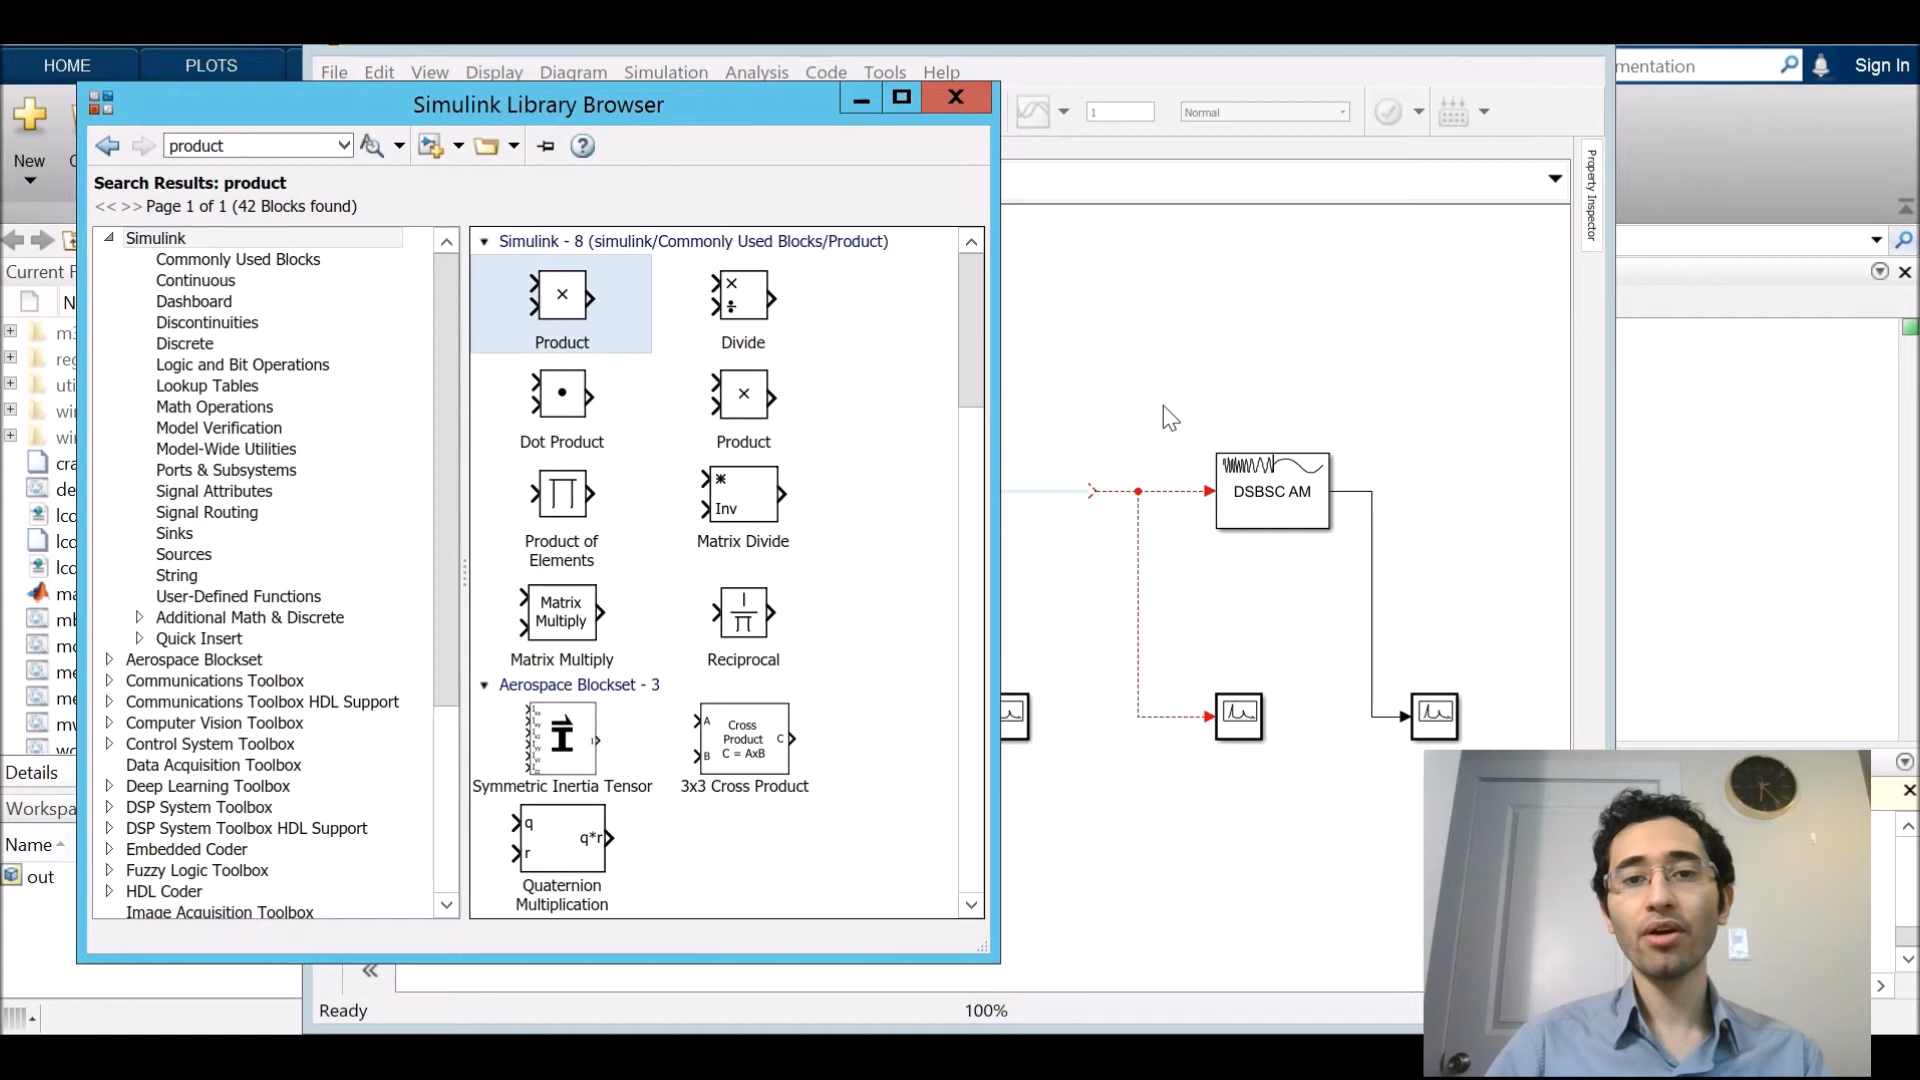 HOME
PLOTS
File Edit View Display Diagram Simulation Analysis Code Tools Help
mentation
Sign In
Simulink Library Browser
New
product
1
Normal
Property Inspector
Search Results: product
<< >> Page 1 of 1 (42 Blocks found)
Simulink
Commonly Used Blocks
Continuous
Dashboard
Discontinuities
Discrete
Logic and Bit Operations
Lookup Tables
Math Operations
Model Verification
Model-Wide Utilities
Ports & Subsystems
Signal Attributes
Signal Routing
Sinks
Sources
String
User-Defined Functions
Additional Math & Discrete
Quick Insert
Aerospace Blockset
Communications Toolbox
Communications Toolbox HDL Support
Computer Vision Toolbox
Control System Toolbox
Data Acquisition Toolbox
Deep Learning Toolbox
DSP System Toolbox
DSP System Toolbox HDL Support
Embedded Coder
Fuzzy Logic Toolbox
HDL Coder
Image Acquisition Toolbox
Simulink - 8 (simulink/Commonly Used Blocks/Product)
×
Product
×
÷
Divide
Dot Product
×
Product
∏
Product of
Elements
*
Inv
Matrix Divide
Matrix
Multiply
Matrix Multiply
1
∏
Reciprocal
Aerospace Blockset - 3
Symmetric Inertia Tensor
A
B
Cross
Product
C = AxB
C
3x3 Cross Product
q
r
q*r
Quaternion
Multiplication
DSBSC AM
Current F
Details
Workspa
Name
out
Ready
100%